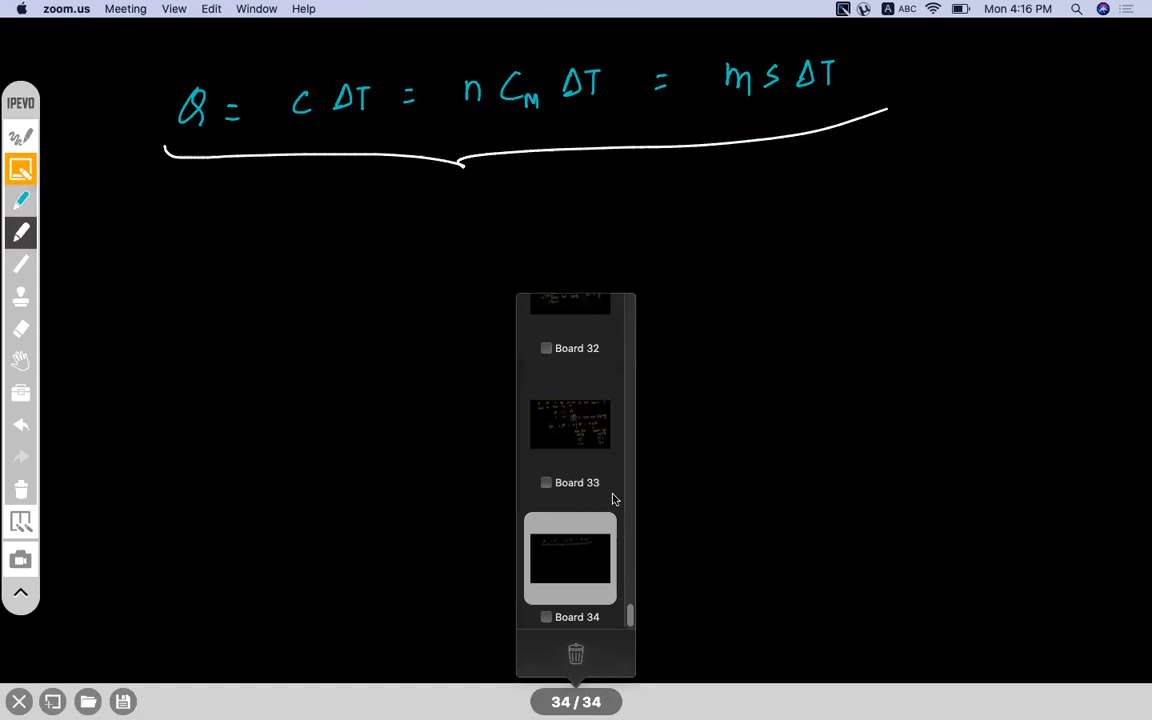 zoom.us Meeting View Edit Window Help A ABC Mon 4:16 PM
Q = C ΔT = n C_M ΔT = m s ΔT
IPEVO
Board 32
Board 33
Board 34
34 / 34